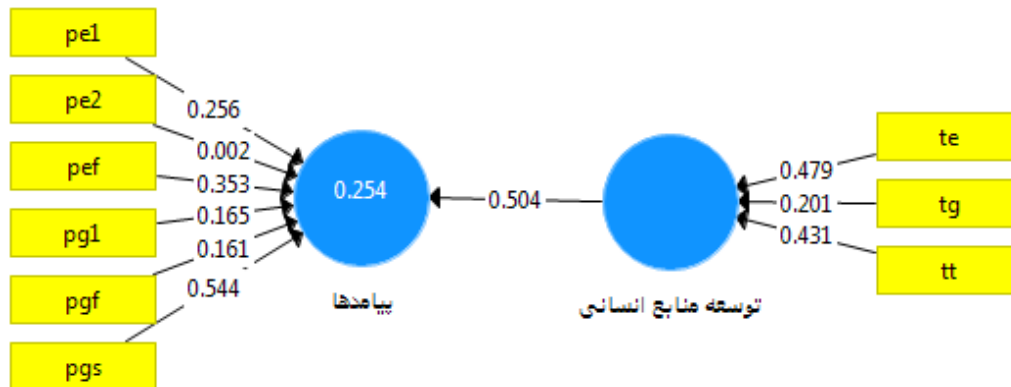 pe1
pe2
pef
pg1
pgf
pgs
0.256
0.002
0.353
0.165
0.161
0.544
0.254
پیامدها
0.504
توسعه منابع انسانی
0.479
0.201
0.431
te
tg
tt